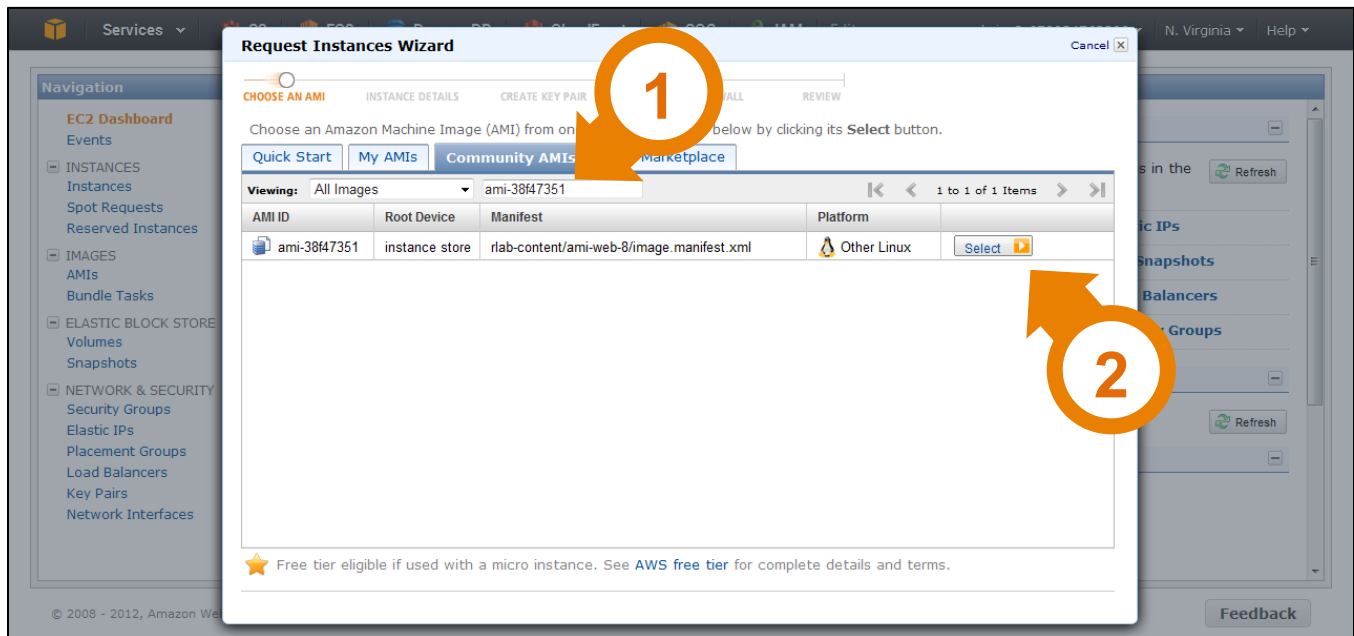 Services
Edit
N. Virginia
Help
Request Instances Wizard
Cancel
CHOOSE AN AMI
INSTANCE DETAILS
CREATE KEY PAIR
REVIEW
Choose an Amazon Machine Image (AMI) from
below by clicking its Select button.
Quick Start
My AMIs
Community AMIs
Marketplace
Viewing:
All Images
ami-38f47351
1 to 1 of 1 Items
AMI ID
Root Device
Manifest
Platform
ami-38f47351
instance store
rlab-content/ami-web-8/image.manifest.xml
Other Linux
Select
Free tier eligible if used with a micro instance. See AWS free tier for complete details and terms.
1
2
Navigation
EC2 Dashboard
Events
INSTANCES
Instances
Spot Requests
Reserved Instances
IMAGES
AMIs
Bundle Tasks
ELASTIC BLOCK STORE
Volumes
Snapshots
NETWORK & SECURITY
Security Groups
Elastic IPs
Placement Groups
Load Balancers
Key Pairs
Network Interfaces
in the
Refresh
IPs
Snapshots
Balancers
Groups
Refresh
© 2008 - 2012, Amazon
Feedback